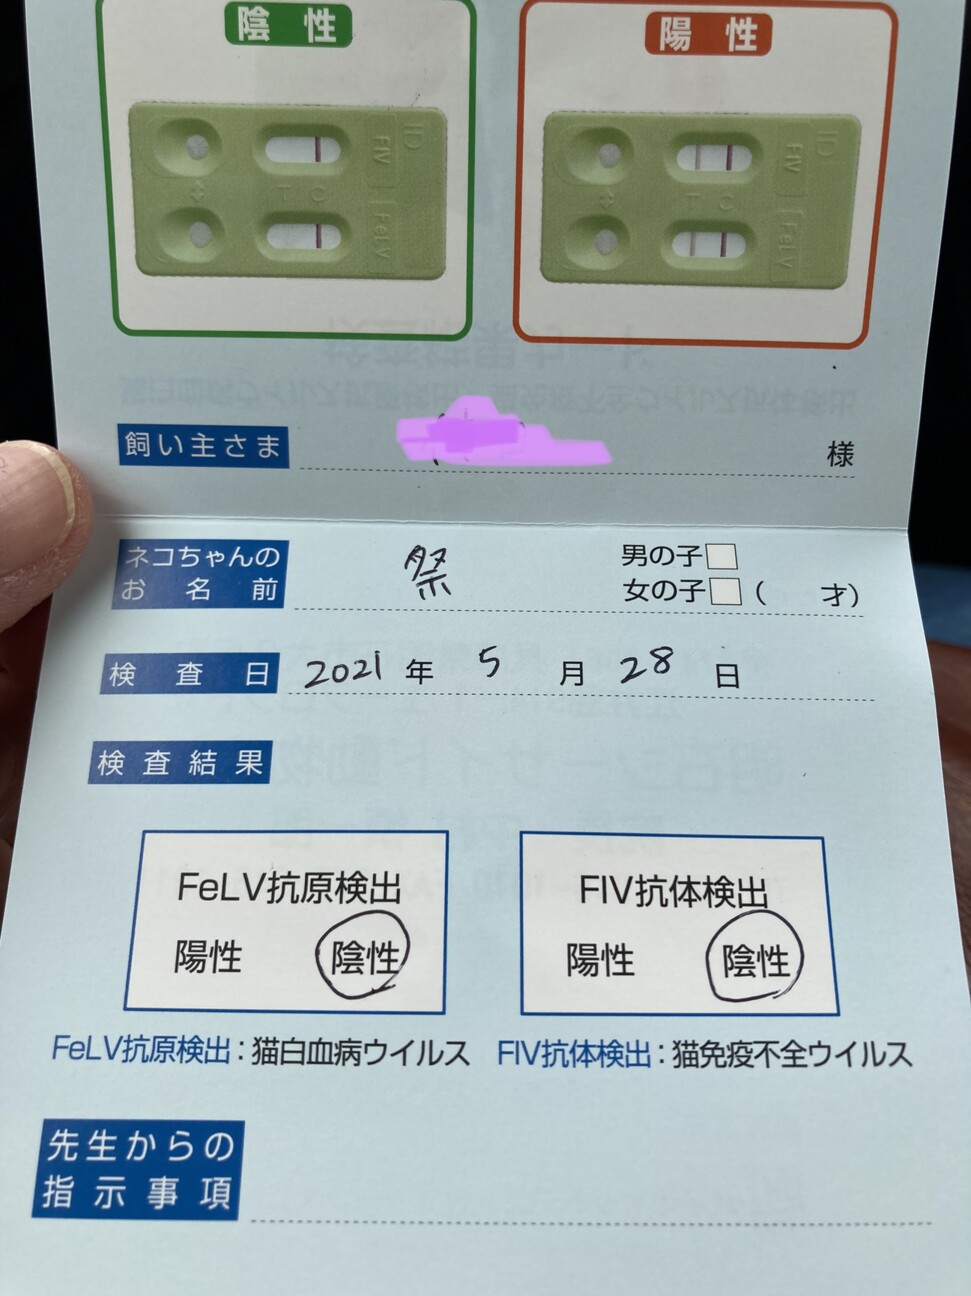 陰性
陽性
FIV
ID
T C
FeLV
FIV
ID
T C
FeLV
飼い主さま 様
ネコちゃんの
お名前
祭
男の子
女の子 ( 才)
検査日 2021 年 5 月 28 日
検査結果
FeLV抗原検出
陽性 陰性
FIV抗体検出
陽性 陰性
FeLV抗原検出：猫白血病ウイルス FIV抗体検出：猫免疫不全ウイルス
先生からの
指示事項